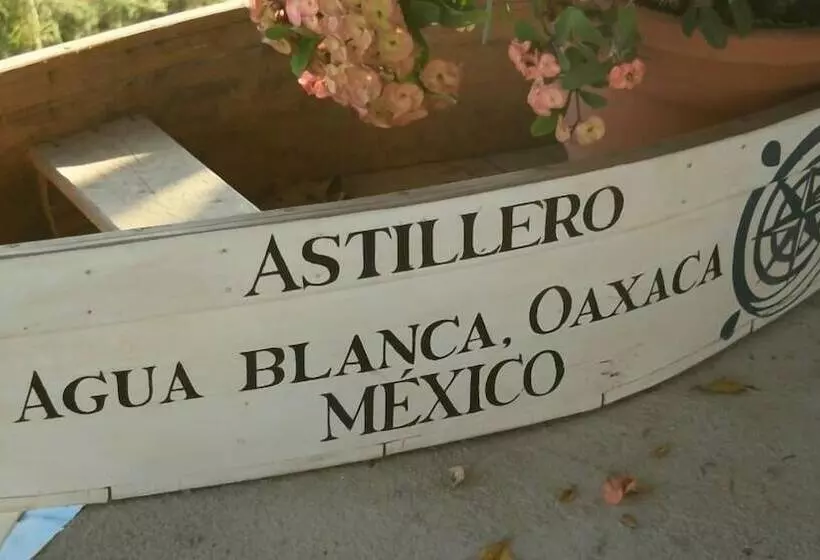 ASTILLERO
AGUA BLANCA, OAXACA
MÉXICO